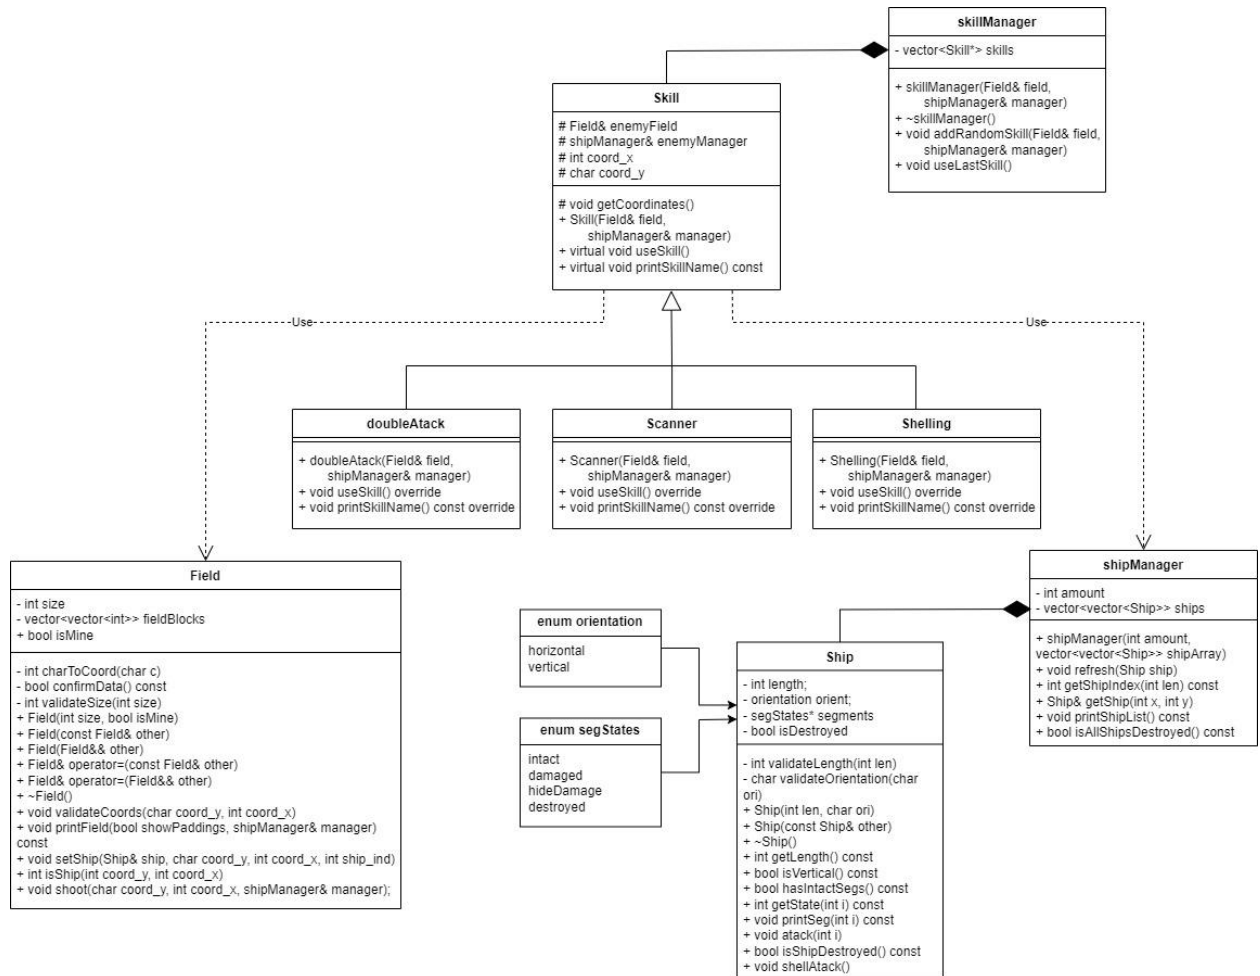 skillManager
- vector<Skill*> skills
+ skillManager(Field& field,
shipManager& manager)
+ ~skillManager()
+ void addRandomSkill(Field& field,
shipManager& manager)
+ void useLastSkill()
Skill
# Field& enemyField
# shipManager& enemyManager
# int coord_x
# char coord_y
# void getCoordinates()
+ Skill(Field& field,
shipManager& manager)
+ virtual void useSkill()
+ virtual void printSkillName() const
Use
Use
doubleAtack
+ doubleAtack(Field& field,
shipManager& manager)
+ void useSkill() override
+ void printSkillName() const override
Scanner
+ Scanner(Field& field,
shipManager& manager)
+ void useSkill() override
+ void printSkillName() const override
Shelling
+ Shelling(Field& field,
shipManager& manager)
+ void useSkill() override
+ void printSkillName() const override
Field
- int size
- vector<vector<int>> fieldBlocks
+ bool isMine
- int charToCoord(char c)
- bool confirmData() const
- int validateSize(int size)
+ Field(int size, bool isMine)
+ Field(const Field& other)
+ Field(Field&& other)
+ Field& operator=(const Field& other)
+ Field& operator=(Field&& other)
+ ~Field()
+ void validateCoords(char coord_y, int coord_x)
+ void printField(bool showPaddings, shipManager& manager)
const
+ void setShip(Ship& ship, char coord_y, int coord_x, int ship_ind)
+ int isShip(int coord_y, int coord_x)
+ void shoot(char coord_y, int coord_x, shipManager& manager);
enum orientation
horizontal
vertical
enum segStates
intact
damaged
hideDamage
destroyed
Ship
- int length;
- orientation orient;
- segStates* segments
- bool isDestroyed
- int validateLength(int len)
- char validateOrientation(char
ori)
+ Ship(int len, char ori)
+ Ship(const Ship& other)
+ ~Ship()
+ int getLength() const
+ bool isVertical() const
+ bool hasIntactSegs() const
+ int getState(int i) const
+ void printSeg(int i) const
+ void atack(int i)
+ bool isShipDestroyed() const
+ void shellAtack()
shipManager
- int amount
- vector<vector<Ship>> ships
+ shipManager(int amount,
vector<vector<Ship>> shipArray)
+ void refresh(Ship ship)
+ int getShipIndex(int len) const
+ Ship& getShip(int x, int y)
+ void printShipList() const
+ bool isAllShipsDestroyed() const